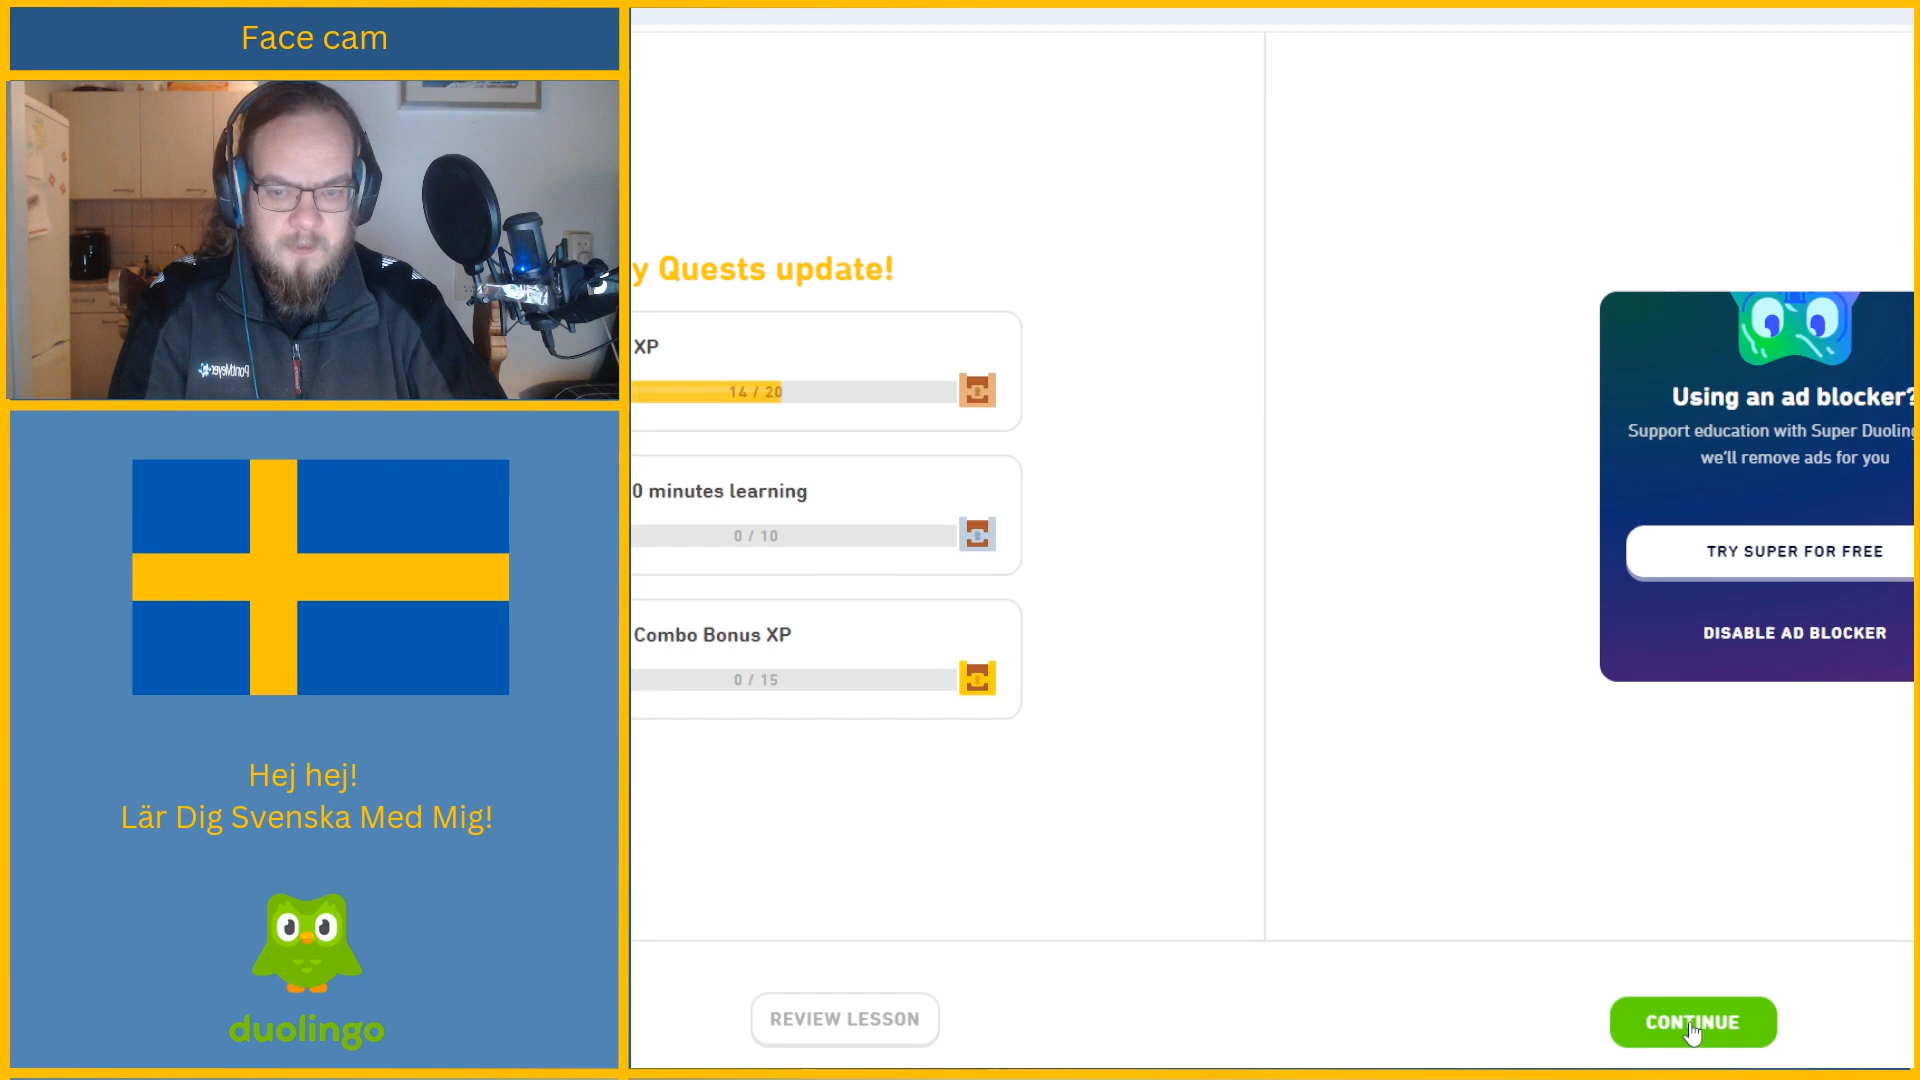 Face cam
PontMeyer
Hej hej!
Lär Dig Svenska Med Mig!
duolingo
y Quests update!
XP
14 / 20
0 minutes learning
0 / 10
Combo Bonus XP
0 / 15
REVIEW LESSON
Using an ad blocker?
Support education with Super Duoling
we'll remove ads for you
TRY SUPER FOR FREE
DISABLE AD BLOCKER
CONTINUE